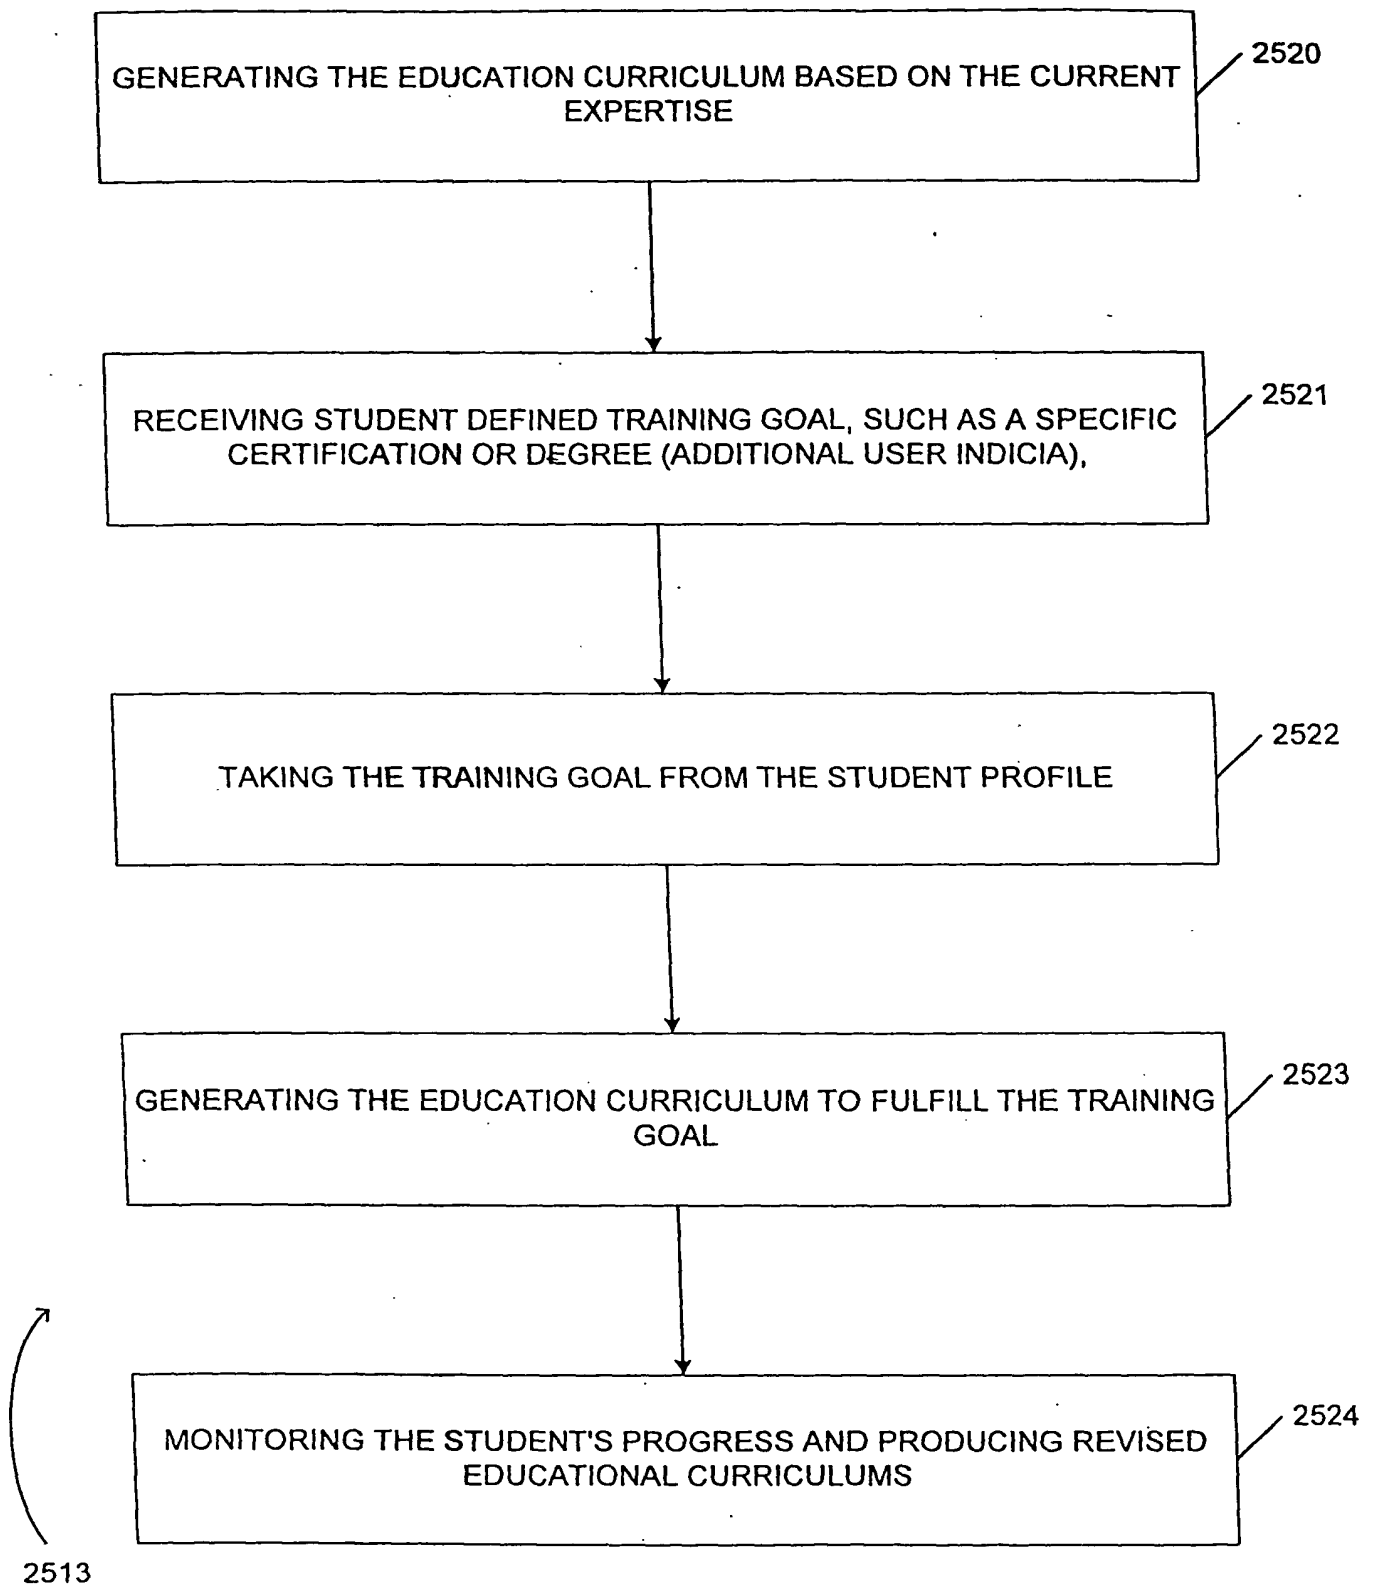 GENERATING THE EDUCATION CURRICULUM BASED ON THE CURRENT
EXPERTISE
2520
RECEIVING STUDENT DEFINED TRAINING GOAL, SUCH AS A SPECIFIC
CERTIFICATION OR DEGREE (ADDITIONAL USER INDICIA),
2521
TAKING THE TRAINING GOAL FROM THE STUDENT PROFILE
2522
GENERATING THE EDUCATION CURRICULUM TO FULFILL THE TRAINING
GOAL
2523
MONITORING THE STUDENT'S PROGRESS AND PRODUCING REVISED
EDUCATIONAL CURRICULUMS
2524
2513